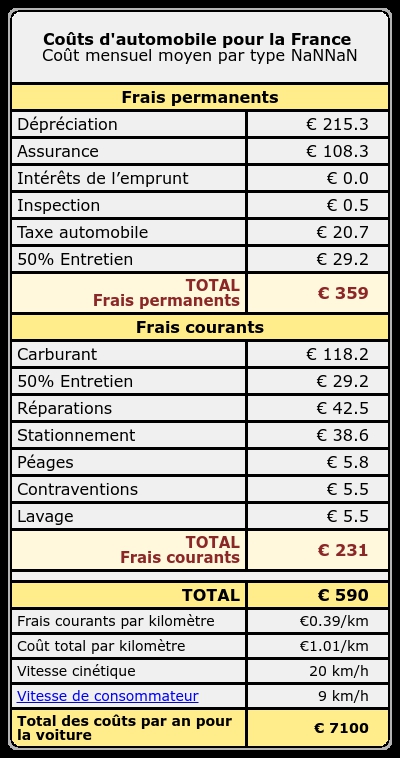 Coûts d'automobile pour la France
Coût mensuel moyen par type NaNNaN
Frais permanents
Dépréciation € 215.3
Assurance € 108.3
Intérêts de l’emprunt € 0.0
Inspection € 0.5
Taxe automobile € 20.7
50% Entretien € 29.2
TOTAL
Frais permanents € 359
Frais courants
Carburant € 118.2
50% Entretien € 29.2
Réparations € 42.5
Stationnement € 38.6
Péages € 5.8
Contraventions € 5.5
Lavage € 5.5
TOTAL
Frais courants € 231
TOTAL € 590
Frais courants par kilomètre €0.39/km
Coût total par kilomètre €1.01/km
Vitesse cinétique 20 km/h
Vitesse de consommateur 9 km/h
Total des coûts par an pour
la voiture € 7100